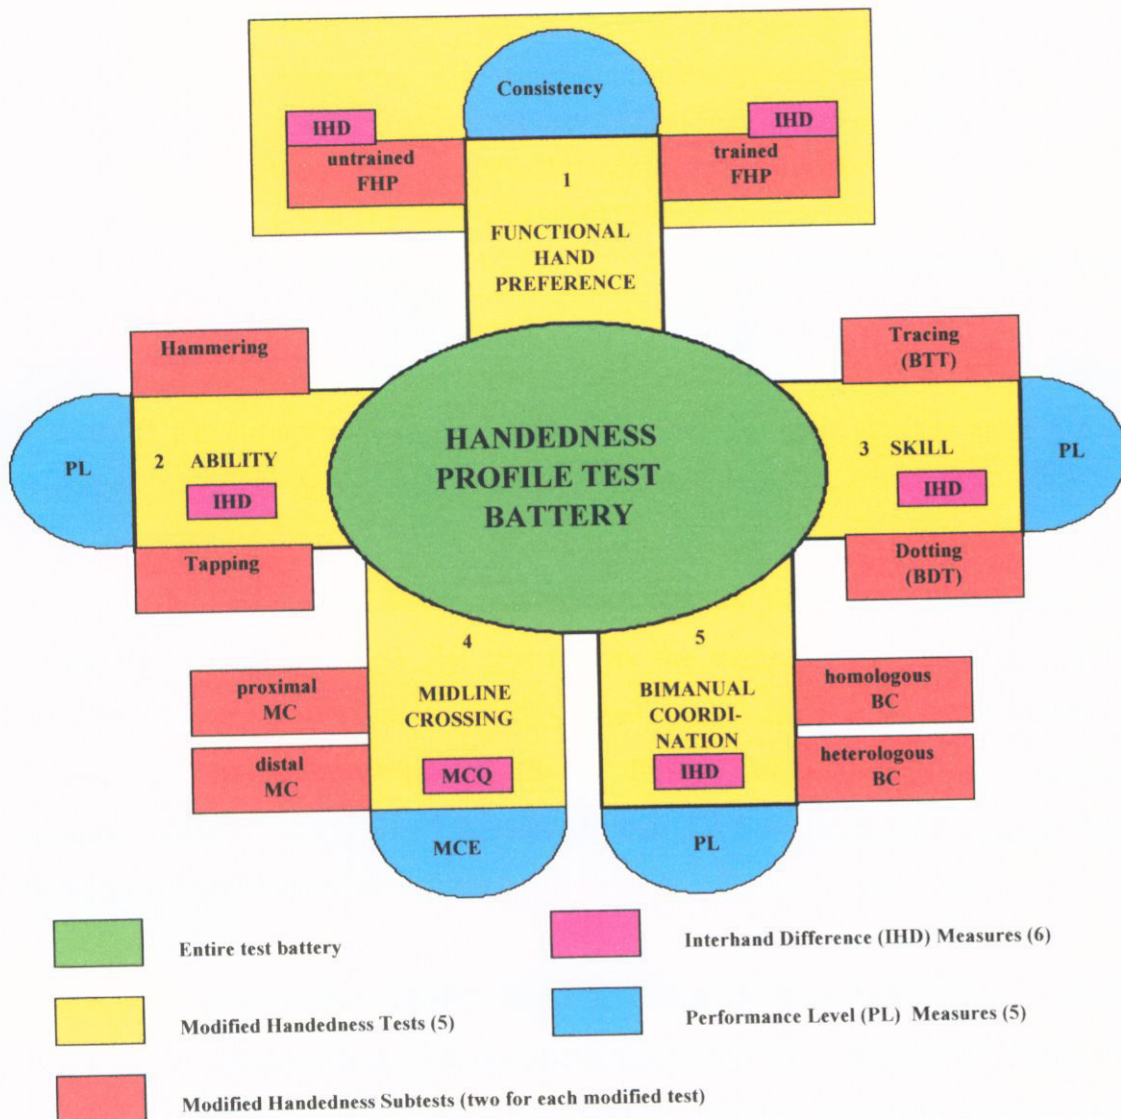 Consistency
IHD
IHD
untrained
FHP
trained
FHP
1
FUNCTIONAL
HAND
PREFERENCE
Hammering
Tracing
(BTT)
HANDEDNESS
PROFILE TEST
BATTERY
PL
2 ABILITY
IHD
3 SKILL
IHD
PL
Tapping
Dotting
(BDT)
4
MIDLINE
CROSSING
MCQ
proximal
MC
distal
MC
MCE
5
BIMANUAL
COORDI-
NATION
IHD
homologous
BC
heterologous
BC
PL
Entire test battery
Interhand Difference (IHD) Measures (6)
Modified Handedness Tests (5)
Performance Level (PL) Measures (5)
Modified Handedness Subtests (two for each modified test)